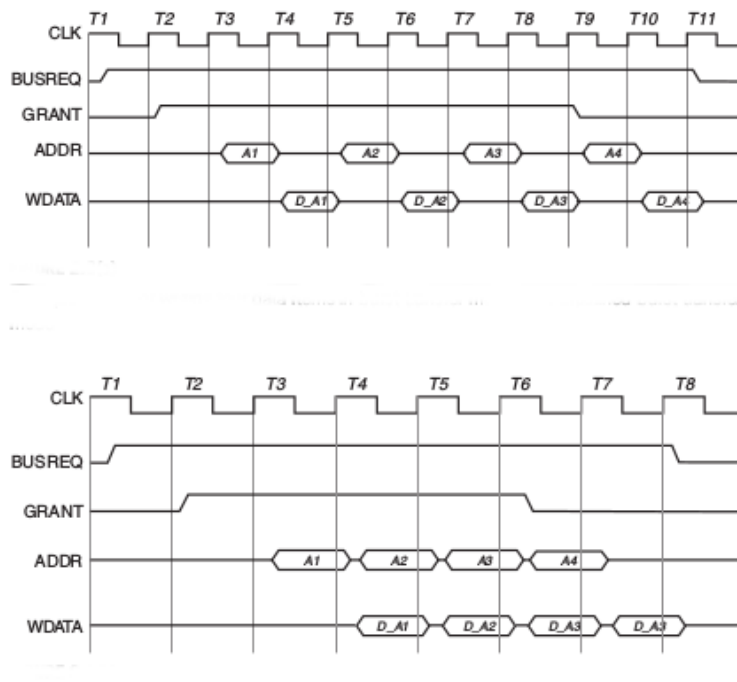 T1 T2 T3 T4 T5 T6 T7 T8 T9 T10 T11
CLK
BUSREQ
GRANT
ADDR A1 A2 A3 A4
WDATA D_A1 D_A2 D_A3 D_A4
T1 T2 T3 T4 T5 T6 T7 T8
CLK
BUSREQ
GRANT
ADDR A1 A2 A3 A4
WDATA D_A1 D_A2 D_A3 D_A3